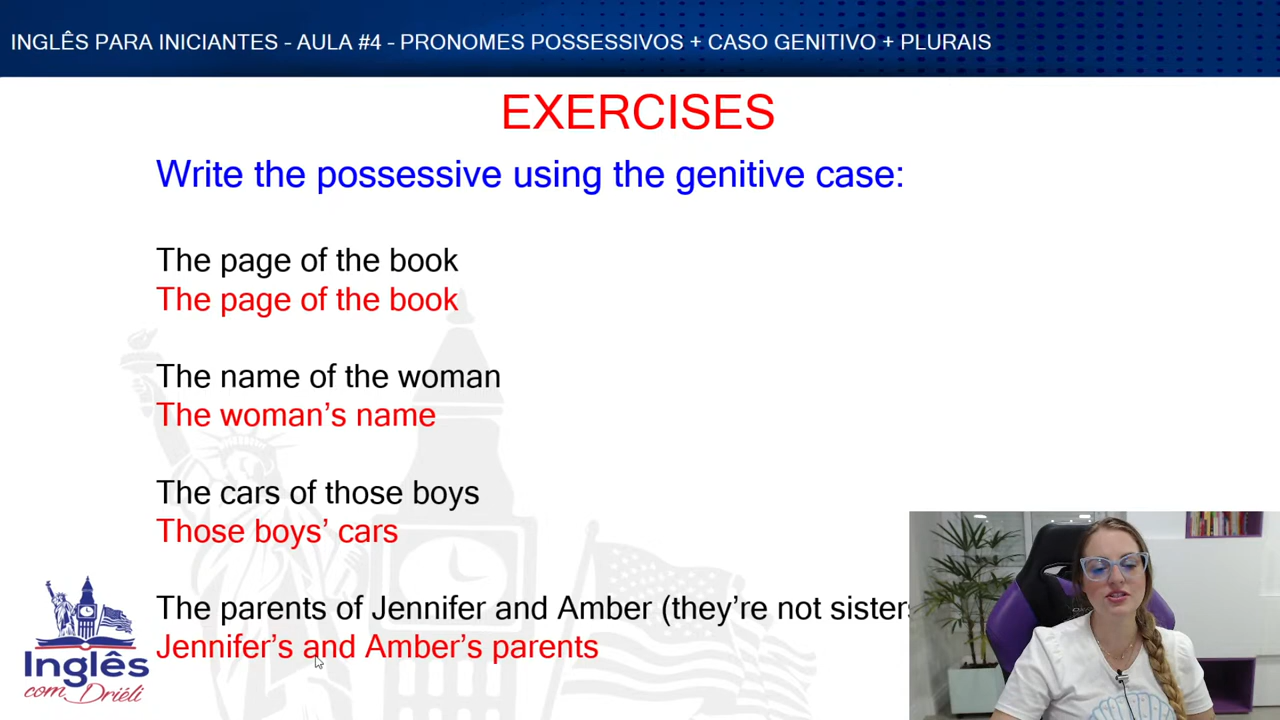 INGLÊS PARA INICIANTES - AULA #4 - PRONOMES POSSESSIVOS + CASO GENITIVO + PLURAIS
EXERCISES
Write the possessive using the genitive case:
The page of the book
The page of the book
The name of the woman
The woman’s name
The cars of those boys
Those boys’ cars
The parents of Jennifer and Amber (they’re not sisters
Jennifer’s and Amber’s parents
Inglês
com Driéli